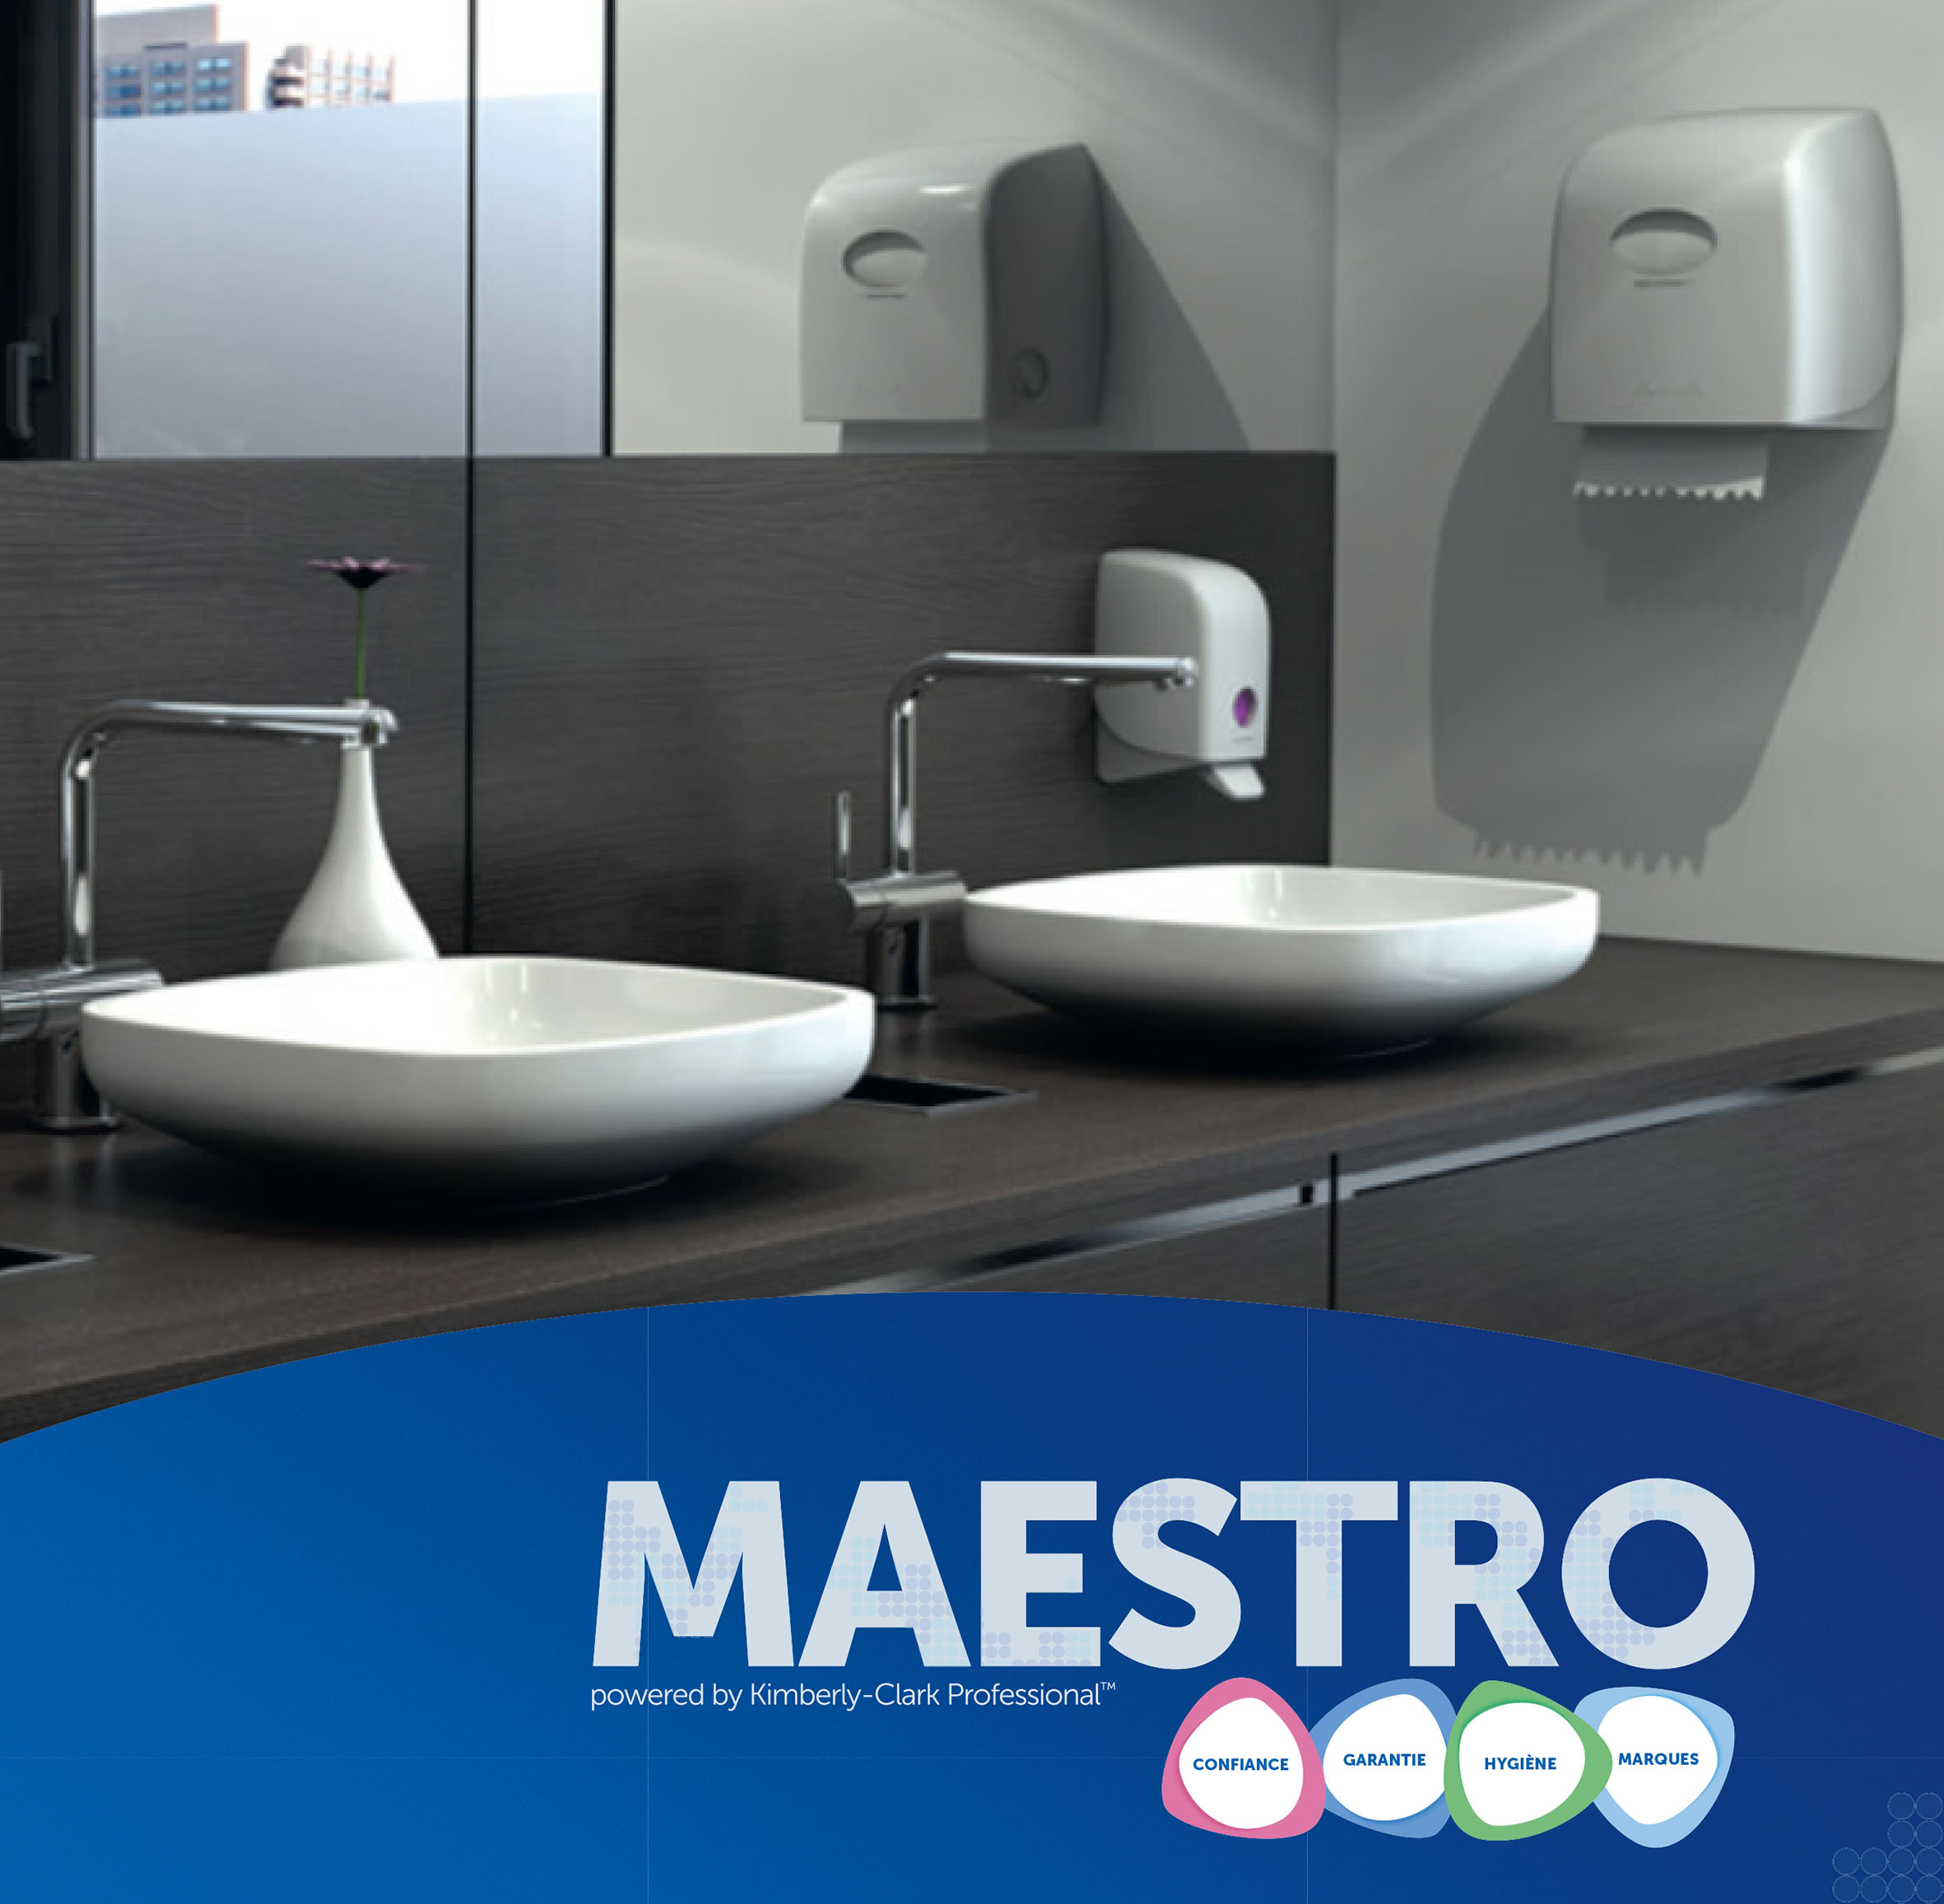 MAESTRO
powered by Kimberly-Clark Professional™
CONFIANCE
GARANTIE
HYGIÈNE
MARQUES